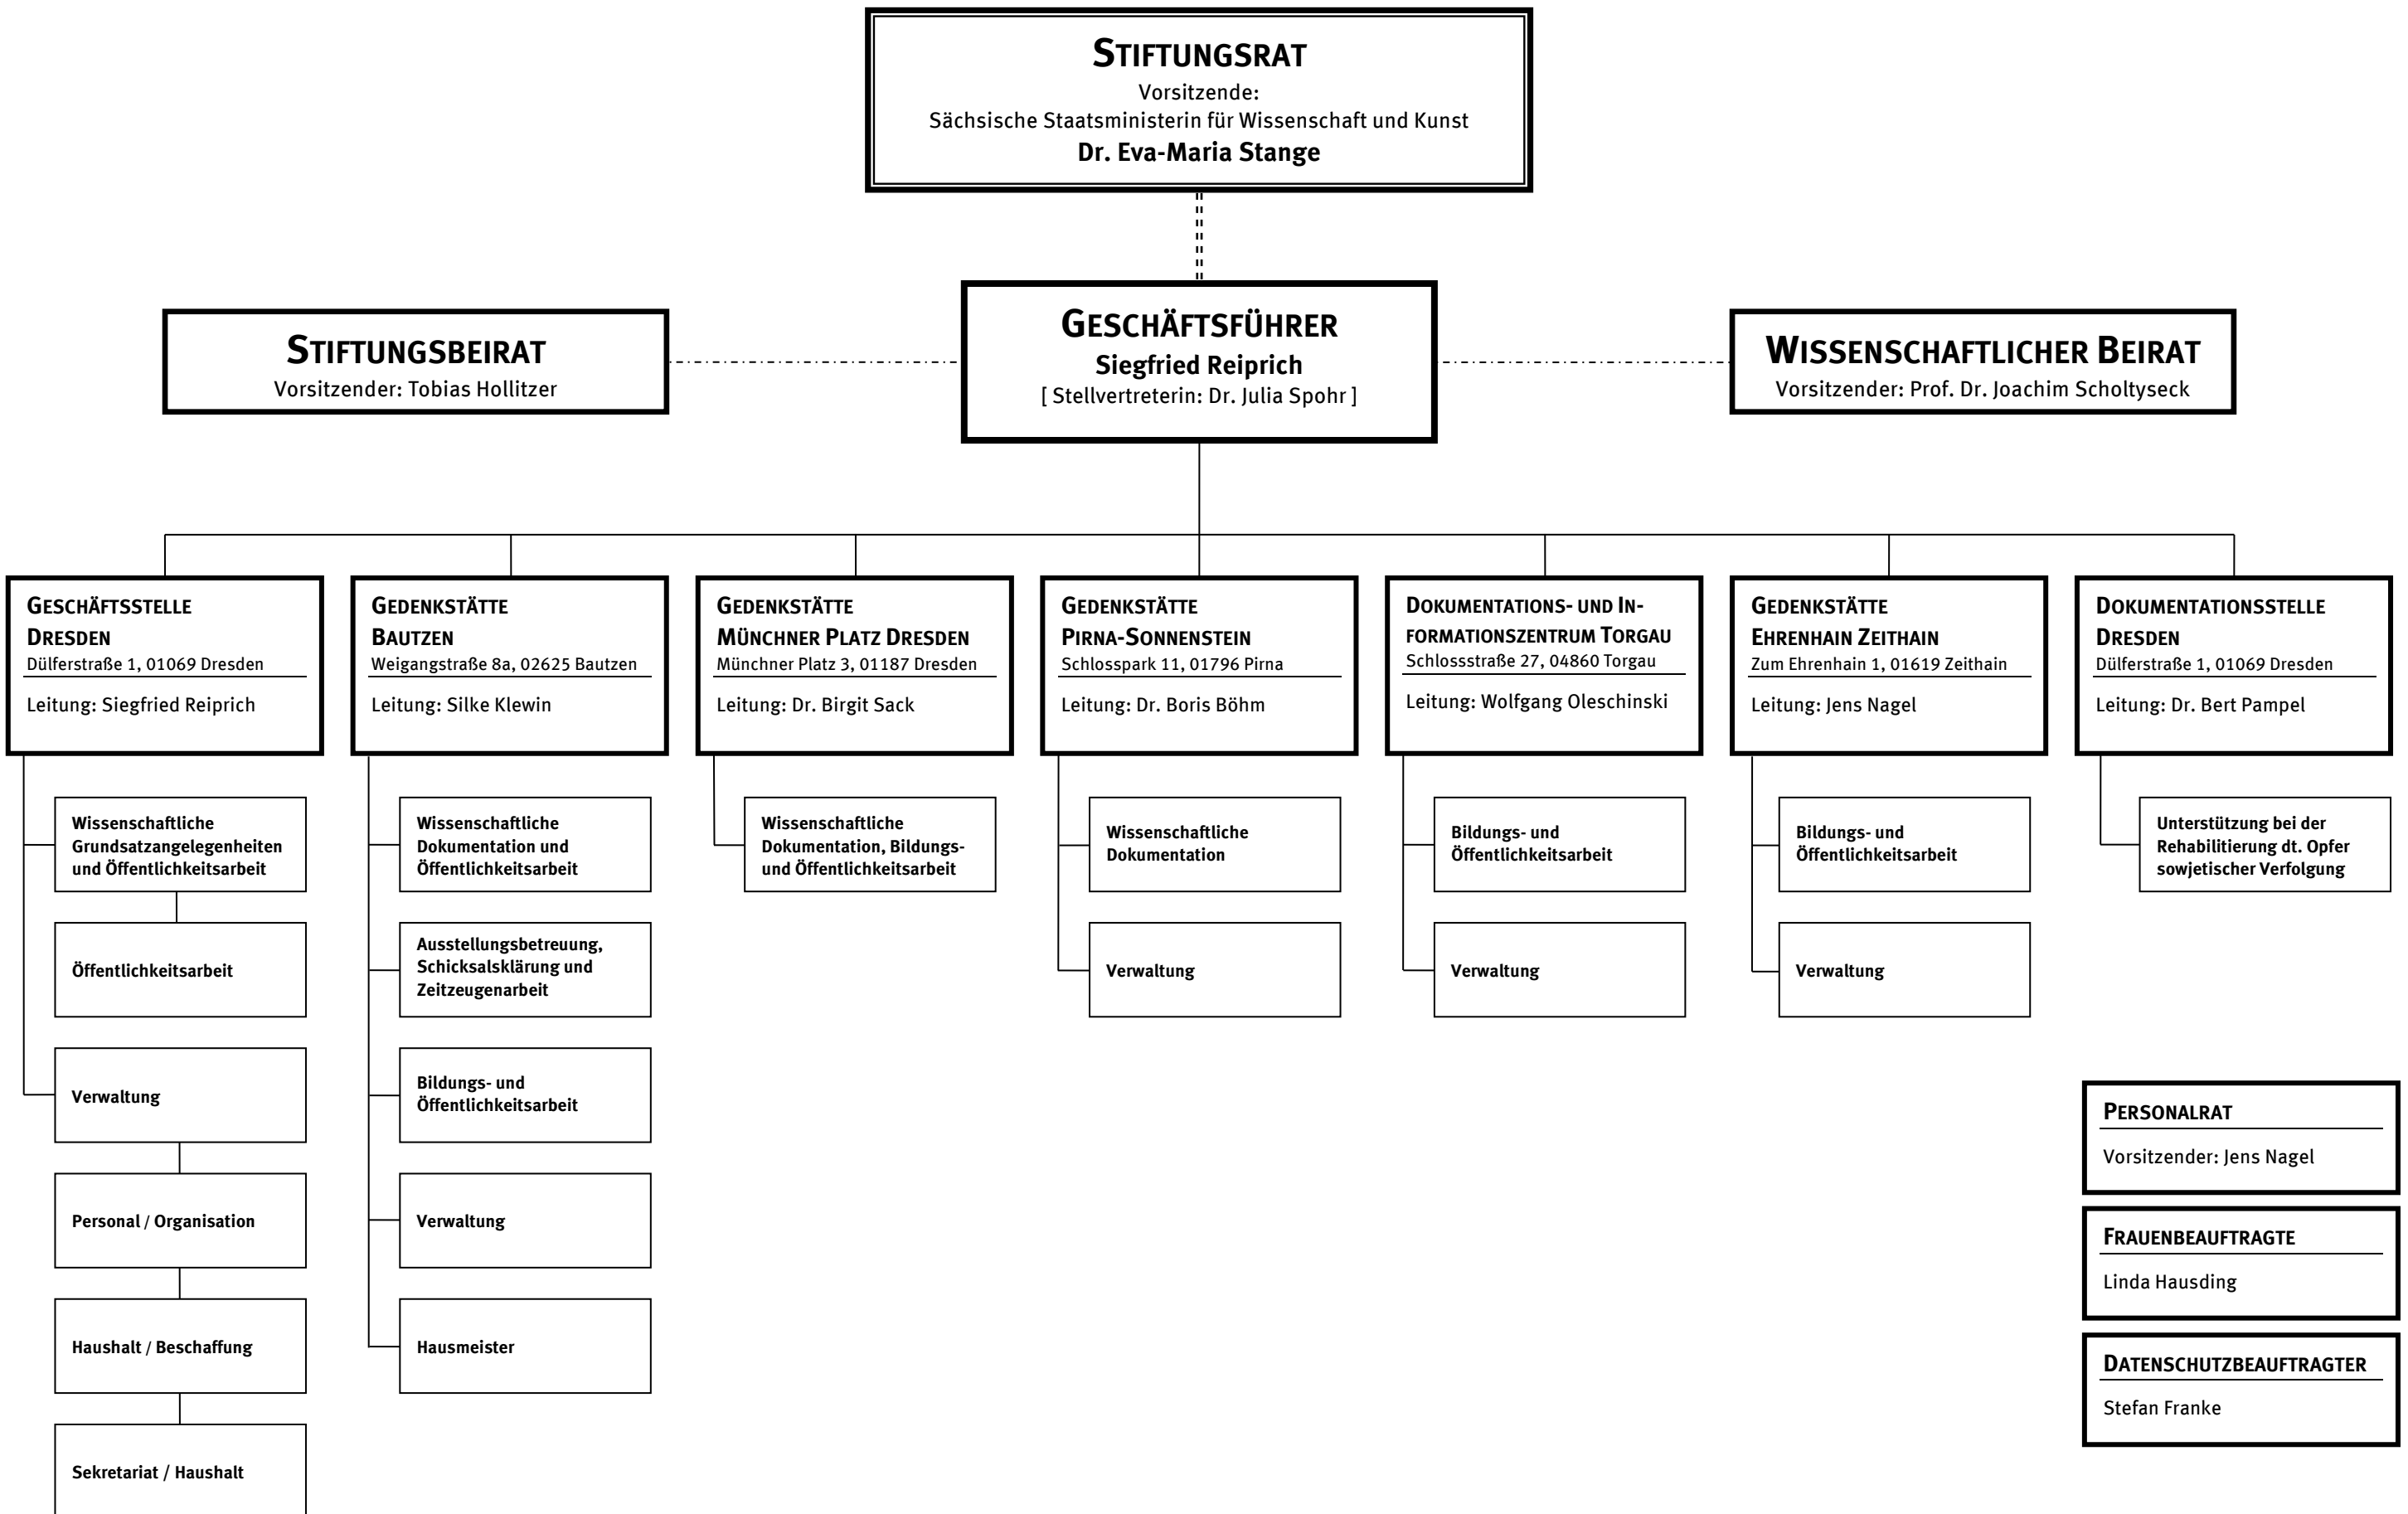 STIFTUNGSRAT
Vorsitzende:
Sächsische Staatsministerin für Wissenschaft und Kunst
Dr. Eva-Maria Stange
STIFTUNGSBEIRAT
Vorsitzender: Tobias Hollitzer
GESCHÄFTSFÜHRER
Siegfried Reiprich
[ Stellvertreterin: Dr. Julia Spohr ]
WISSENSCHAFTLICHER BEIRAT
Vorsitzender: Prof. Dr. Joachim Scholtyseck
GESCHÄFTSSTELLE
DRESDEN
Dülferstraße 1, 01069 Dresden
Leitung: Siegfried Reiprich
Wissenschaftliche
Grundsatzangelegenheiten
und Öffentlichkeitsarbeit
Öffentlichkeitsarbeit
Verwaltung
Personal / Organisation
Haushalt / Beschaffung
Sekretariat / Haushalt
GEDENKSTÄTTE
BAUTZEN
Weigangstraße 8a, 02625 Bautzen
Leitung: Silke Klewin
Wissenschaftliche
Dokumentation und
Öffentlichkeitsarbeit
Ausstellungsbetreuung,
Schicksalsklärung und
Zeitzeugenarbeit
Bildungs- und
Öffentlichkeitsarbeit
Verwaltung
Hausmeister
GEDENKSTÄTTE
MÜNCHNER PLATZ DRESDEN
Münchner Platz 3, 01187 Dresden
Leitung: Dr. Birgit Sack
Wissenschaftliche
Dokumentation, Bildungs-
und Öffentlichkeitsarbeit
GEDENKSTÄTTE
PIRNA-SONNENSTEIN
Schlosspark 11, 01796 Pirna
Leitung: Dr. Boris Böhm
Wissenschaftliche
Dokumentation
Verwaltung
DOKUMENTATIONS- UND IN-
FORMATIONSZENTRUM TORGAU
Schlossstraße 27, 04860 Torgau
Leitung: Wolfgang Oleschinski
Bildungs- und
Öffentlichkeitsarbeit
Verwaltung
GEDENKSTÄTTE
EHRENHAIN ZEITHAIN
Zum Ehrenhain 1, 01619 Zeithain
Leitung: Jens Nagel
Bildungs- und
Öffentlichkeitsarbeit
Verwaltung
DOKUMENTATIONSSTELLE
DRESDEN
Dülferstraße 1, 01069 Dresden
Leitung: Dr. Bert Pampel
Unterstützung bei der
Rehabilitierung dt. Opfer
sowjetischer Verfolgung
PERSONALRAT
Vorsitzender: Jens Nagel
FRAUENBEAUFTRAGTE
Linda Hausding
DATENSCHUTZBEAUFTRAGTER
Stefan Franke